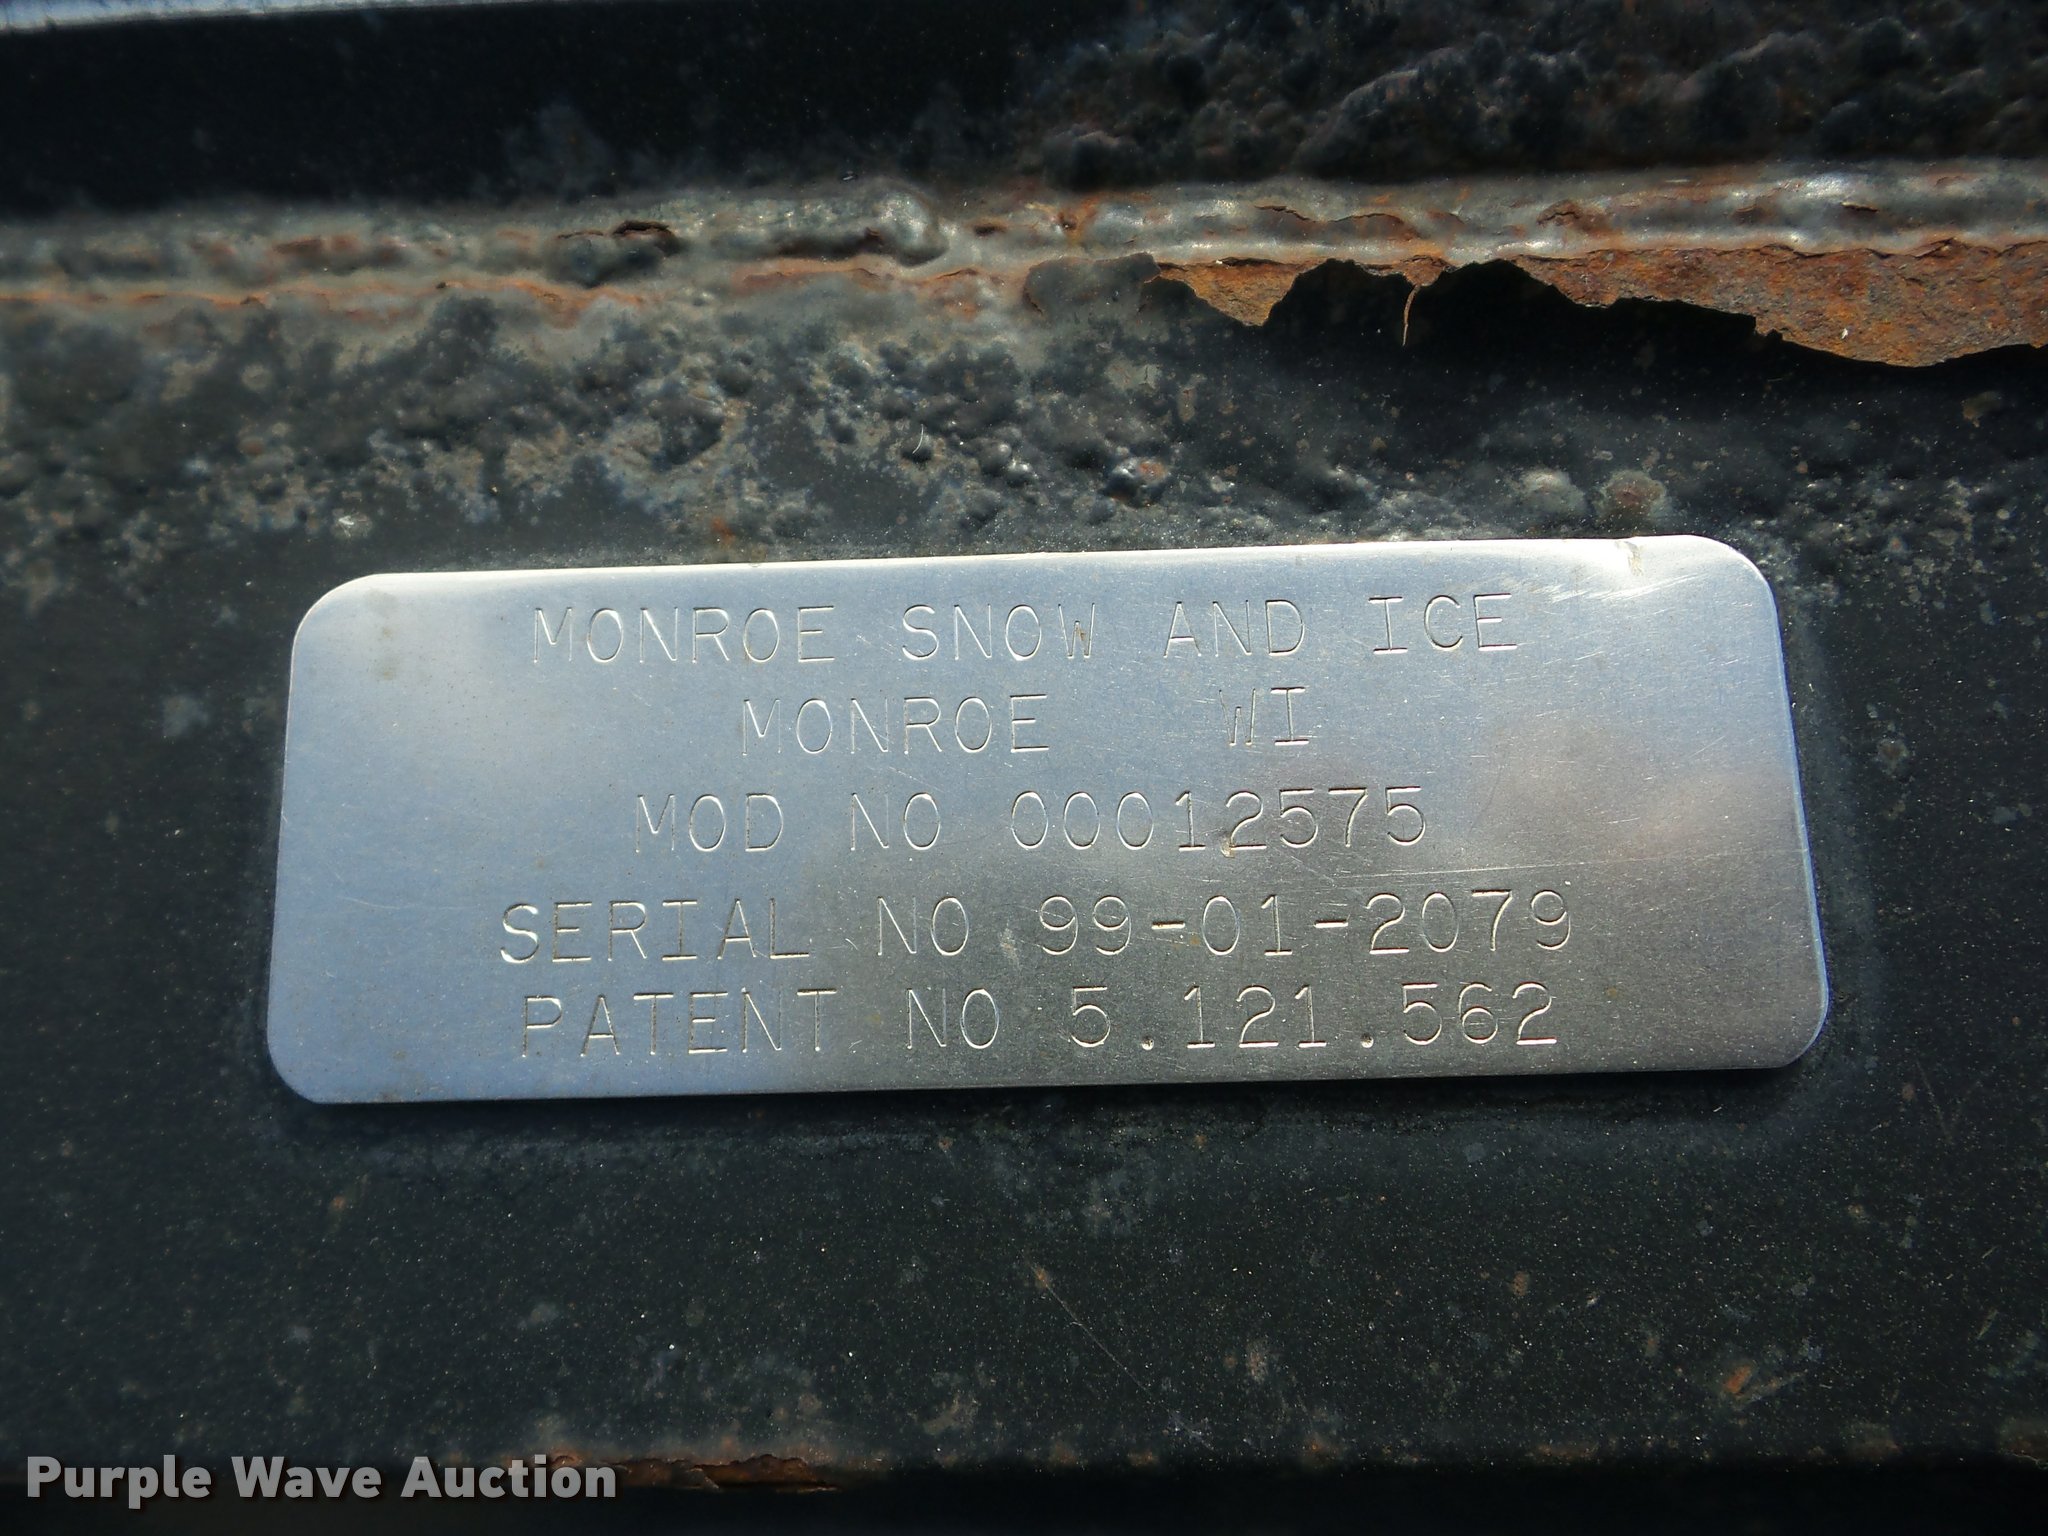 MONROE SNOW AND ICE
MONROE WI
MOD NO 00012575
SERIAL NO 99-01-2079
PATENT NO 5.121.562
Purple Wave Auction